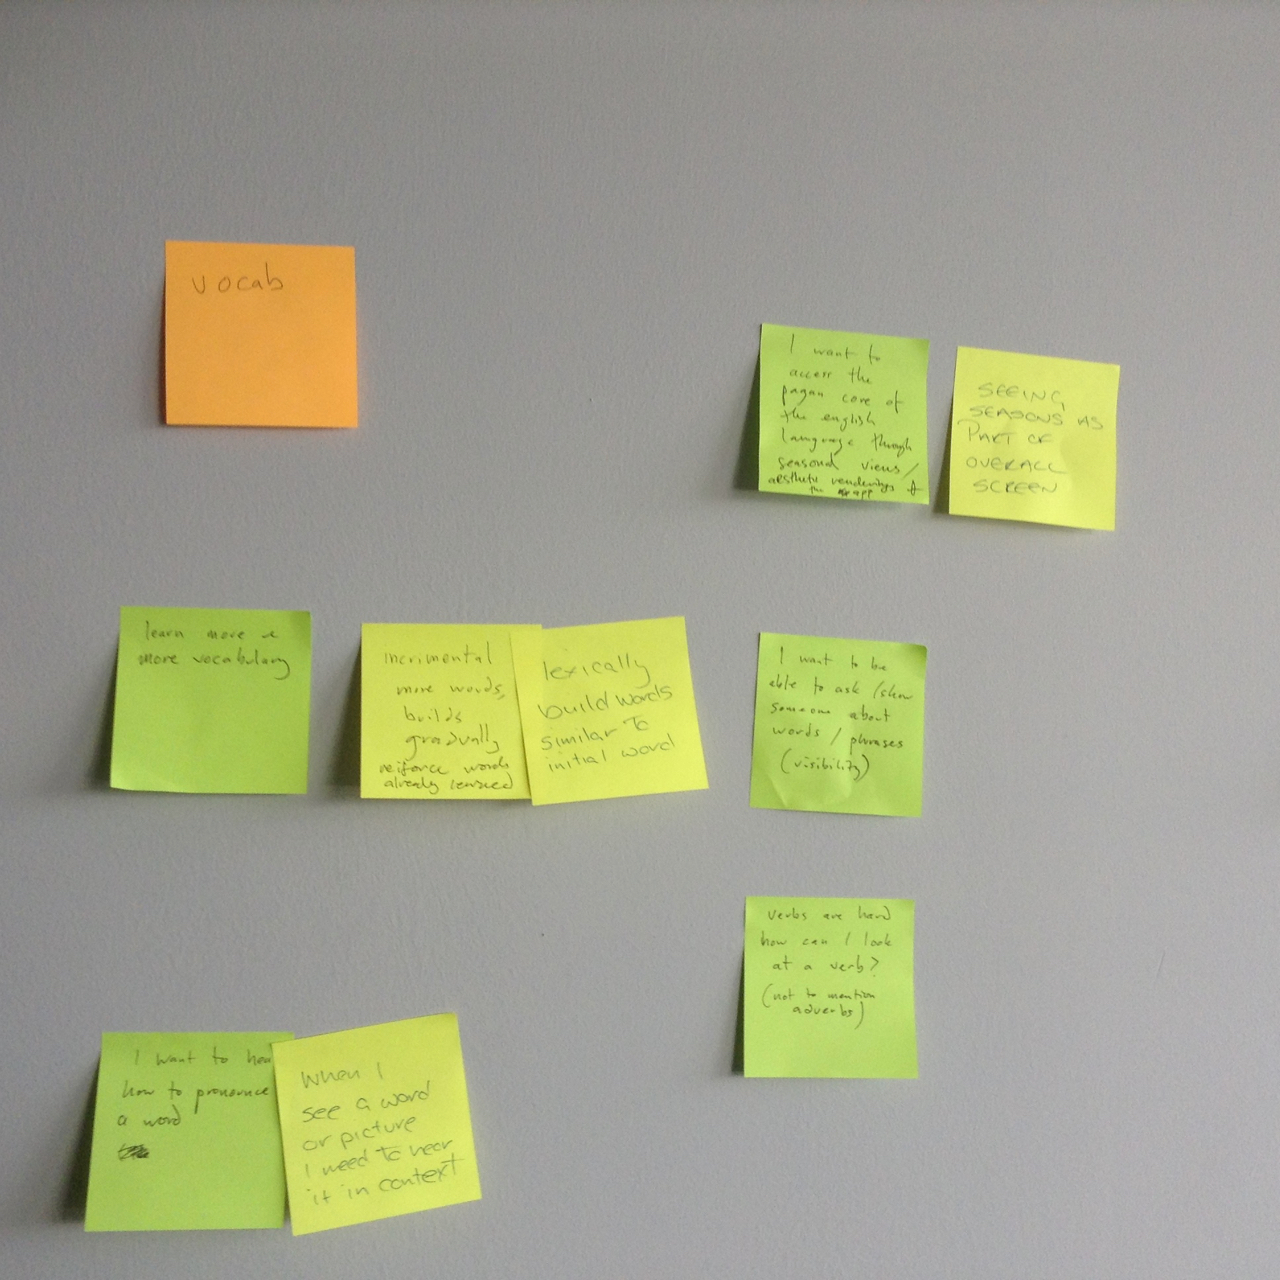 vocab
I want to
access the
pagan core of
the english
language through
seasonal views/
aesthetic renderings of
the app
SEEING
SEASONS AS
PART OF
OVERALL
SCREEN
learn more &
more vocabulary
incrimental
more words,
builds
gradually
reiforce words
already learned
lexically
build words
similar to
initial word
I want to be
able to ask/show
someone about
words / phrases
(visibility)
verbs are hard
how can I look
at a verb?
(not to mention
adverbs)
I want to hea
how to pronounce
a word
When I
see a word
or picture
I need to hear
it in context